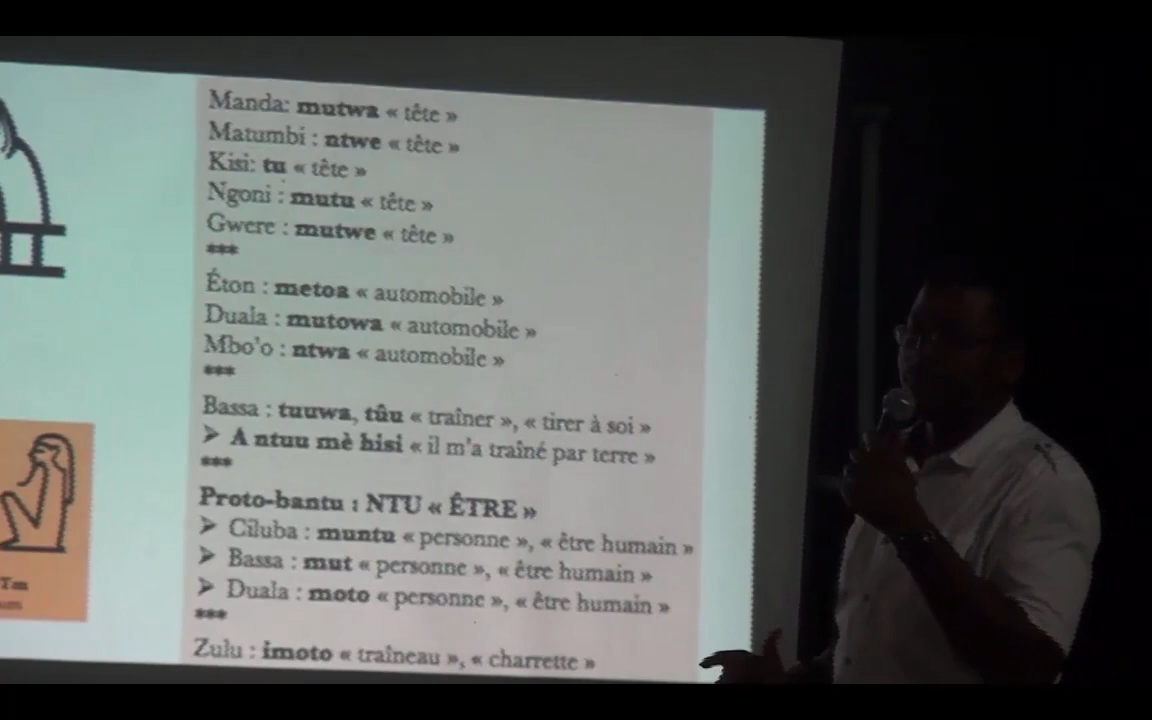 Manda: mutwa « tête »
Matumbi : ntwe « tête »
Kisi: tu « tête »
Ngoni : mutu « tête »
Gwere : mutwe « tête »
***
Éton : metoa « automobile »
Duala : mutowa « automobile »
Mbo'o : ntwa « automobile »
***
Bassa : tuuwa, tûu « traîner », « tirer à soi »
➢ A ntuu mè hisi « il m'a traîné par terre »
***
Proto-bantu : NTU « ÊTRE »
➢ Ciluba : muntu « personne », « être humain »
➢ Bassa : mut « personne », « être humain »
➢ Duala : moto « personne », « être humain »
***
Zulu : imoto « traîneau », « charrette »
Tm